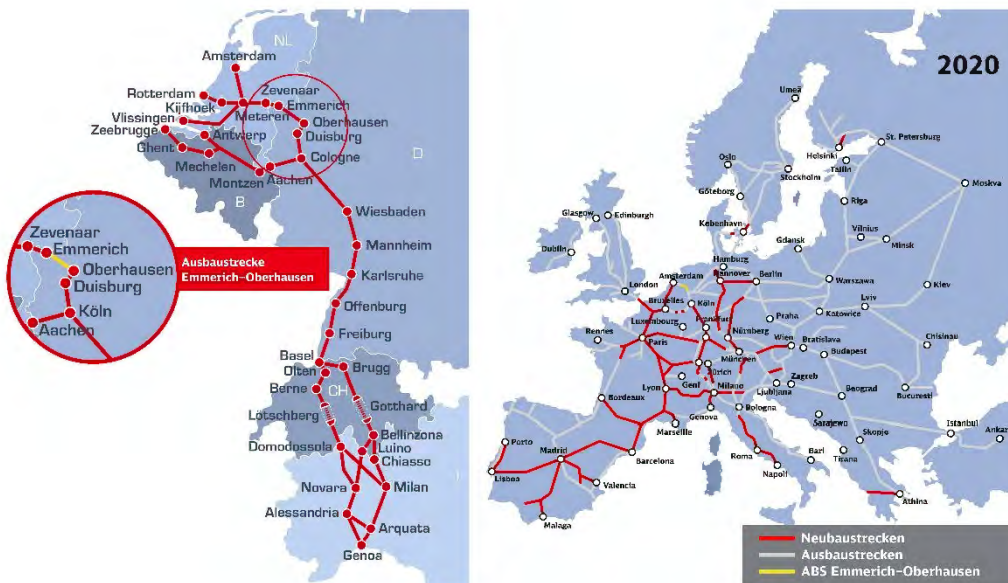 NL
Amsterdam
Rotterdam
Kijfhoek
Zevenaar
Emmerich
Meteren
Vlissingen
Oberhausen
Zeebrugge
Antwerp
Duisburg
Ghent
Cologne
D
Mechelen
Aachen
Montzen
B
Wiesbaden
Zevenaar
Emmerich
Oberhausen
Duisburg
Köln
Aachen
Ausbaustrecke
Emmerich–Oberhausen
Mannheim
Karlsruhe
Offenburg
Freiburg
Basel
Olten
Brugg
Berne
CH
Lötschberg
Gotthard
Bellinzona
Domodossola
Luino
Chiasso
Novara
Milan
Alessandria
Arquata
Genoa
2020
Umea
Helsinki
St. Petersburg
Oslo
Tallin
Stockholm
Moskva
Göteborg
Riga
Glasgow
Edinburgh
København
Vilnius
Minsk
Dublin
Gdansk
Hamburg
Amsterdam
Hannover
Berlin
Warszawa
London
Bruxelles
Köln
Kiev
Lviv
Luxembourg
Frankfurt
Praha
Katowice
Rennes
Paris
Nürnberg
Chisinau
Wien
Bratislava
München
Budapest
Zürich
Lyon
Genf
Milano
Zagreb
Ljubljana
Beograd
Bordeaux
Bucuresti
Genova
Bologna
Sarajewo
Marseille
Istanbul
Ankar
Skopje
Porto
Madrid
Barcelona
Roma
Bari
Tirana
Lisboa
Valencia
Napoli
Athina
Malaga
Neubaustrecken
Ausbaustrecken
ABS Emmerich–Oberhausen